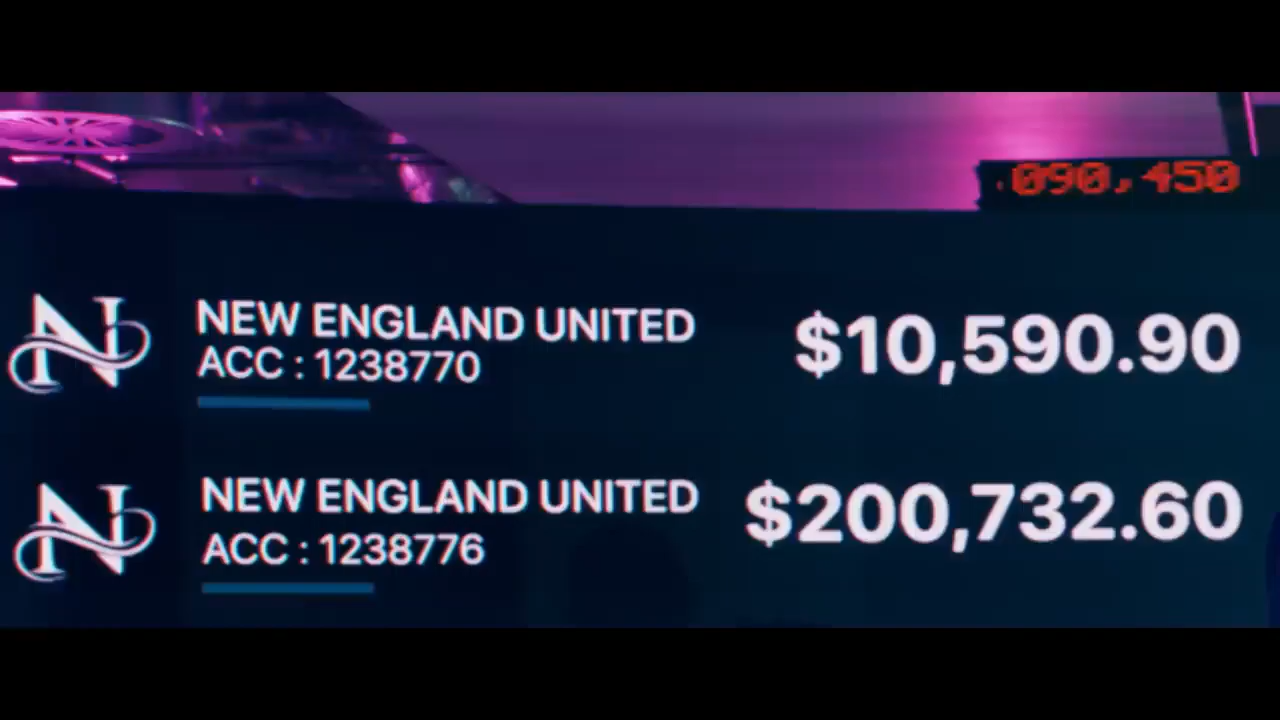 090,450
NEW ENGLAND UNITED
ACC : 1238770
$10,590.90
NEW ENGLAND UNITED
ACC : 1238776
$200,732.60